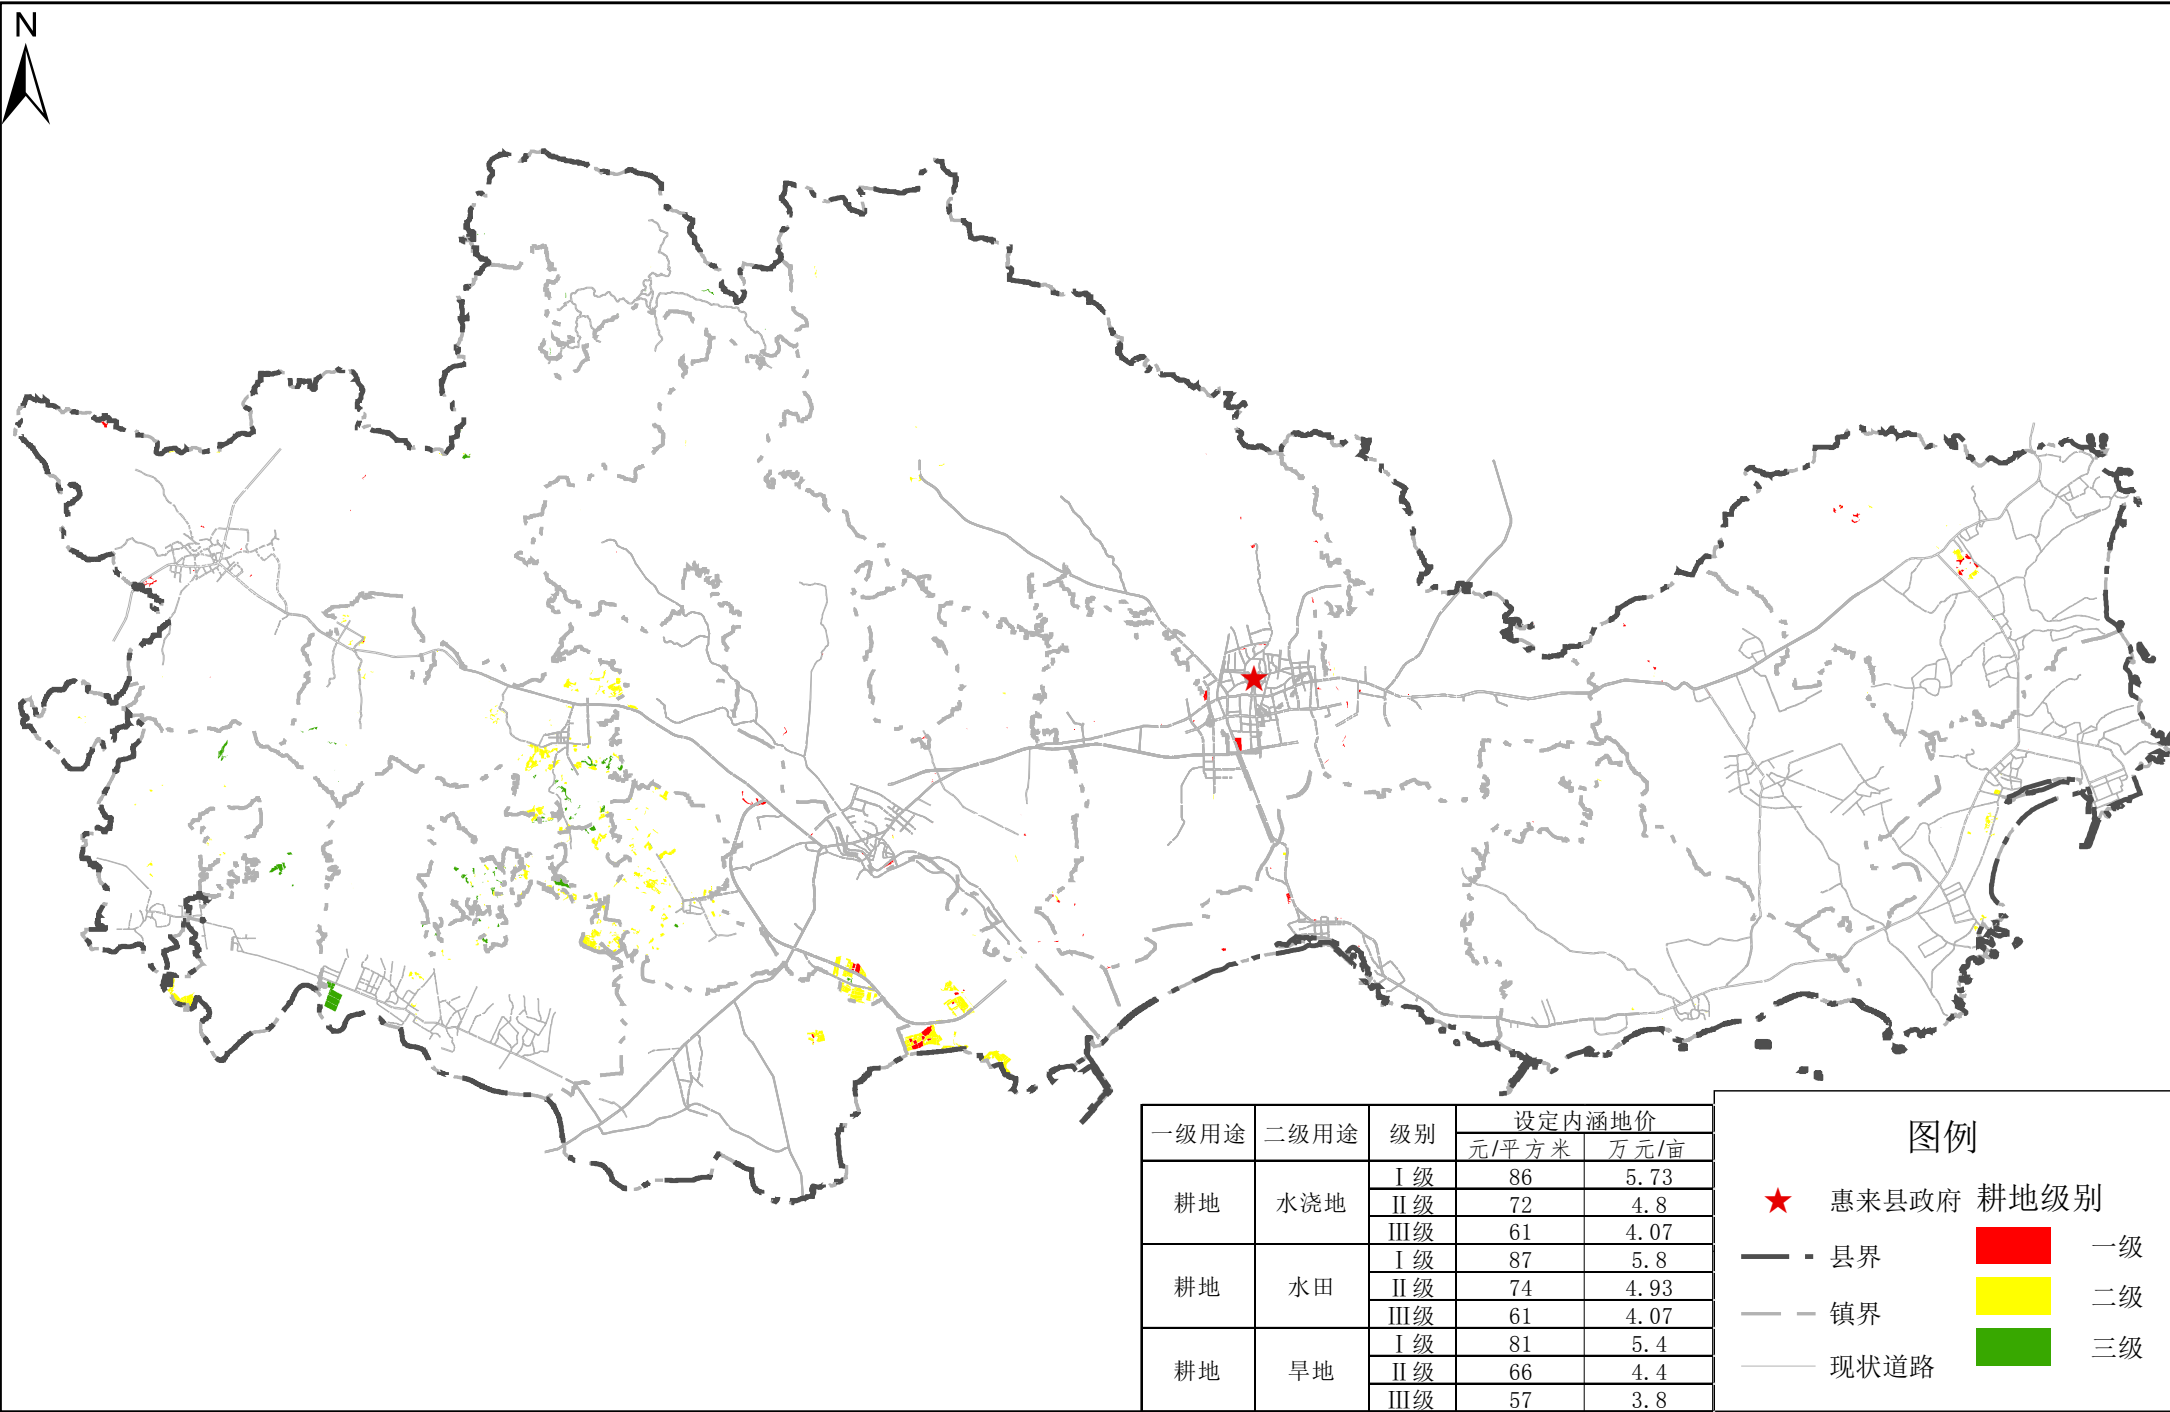 N
一级用途 二级用途 级别 设定内涵地价
元/平方米 万元/亩
耕地 水浇地 Ⅰ级 86 5.73
Ⅱ级 72 4.8
Ⅲ级 61 4.07
耕地 水田 Ⅰ级 87 5.8
Ⅱ级 74 4.93
Ⅲ级 61 4.07
耕地 旱地 Ⅰ级 81 5.4
Ⅱ级 66 4.4
Ⅲ级 57 3.8
图例
惠来县政府 耕地级别
县界 一级
镇界 二级
现状道路 三级